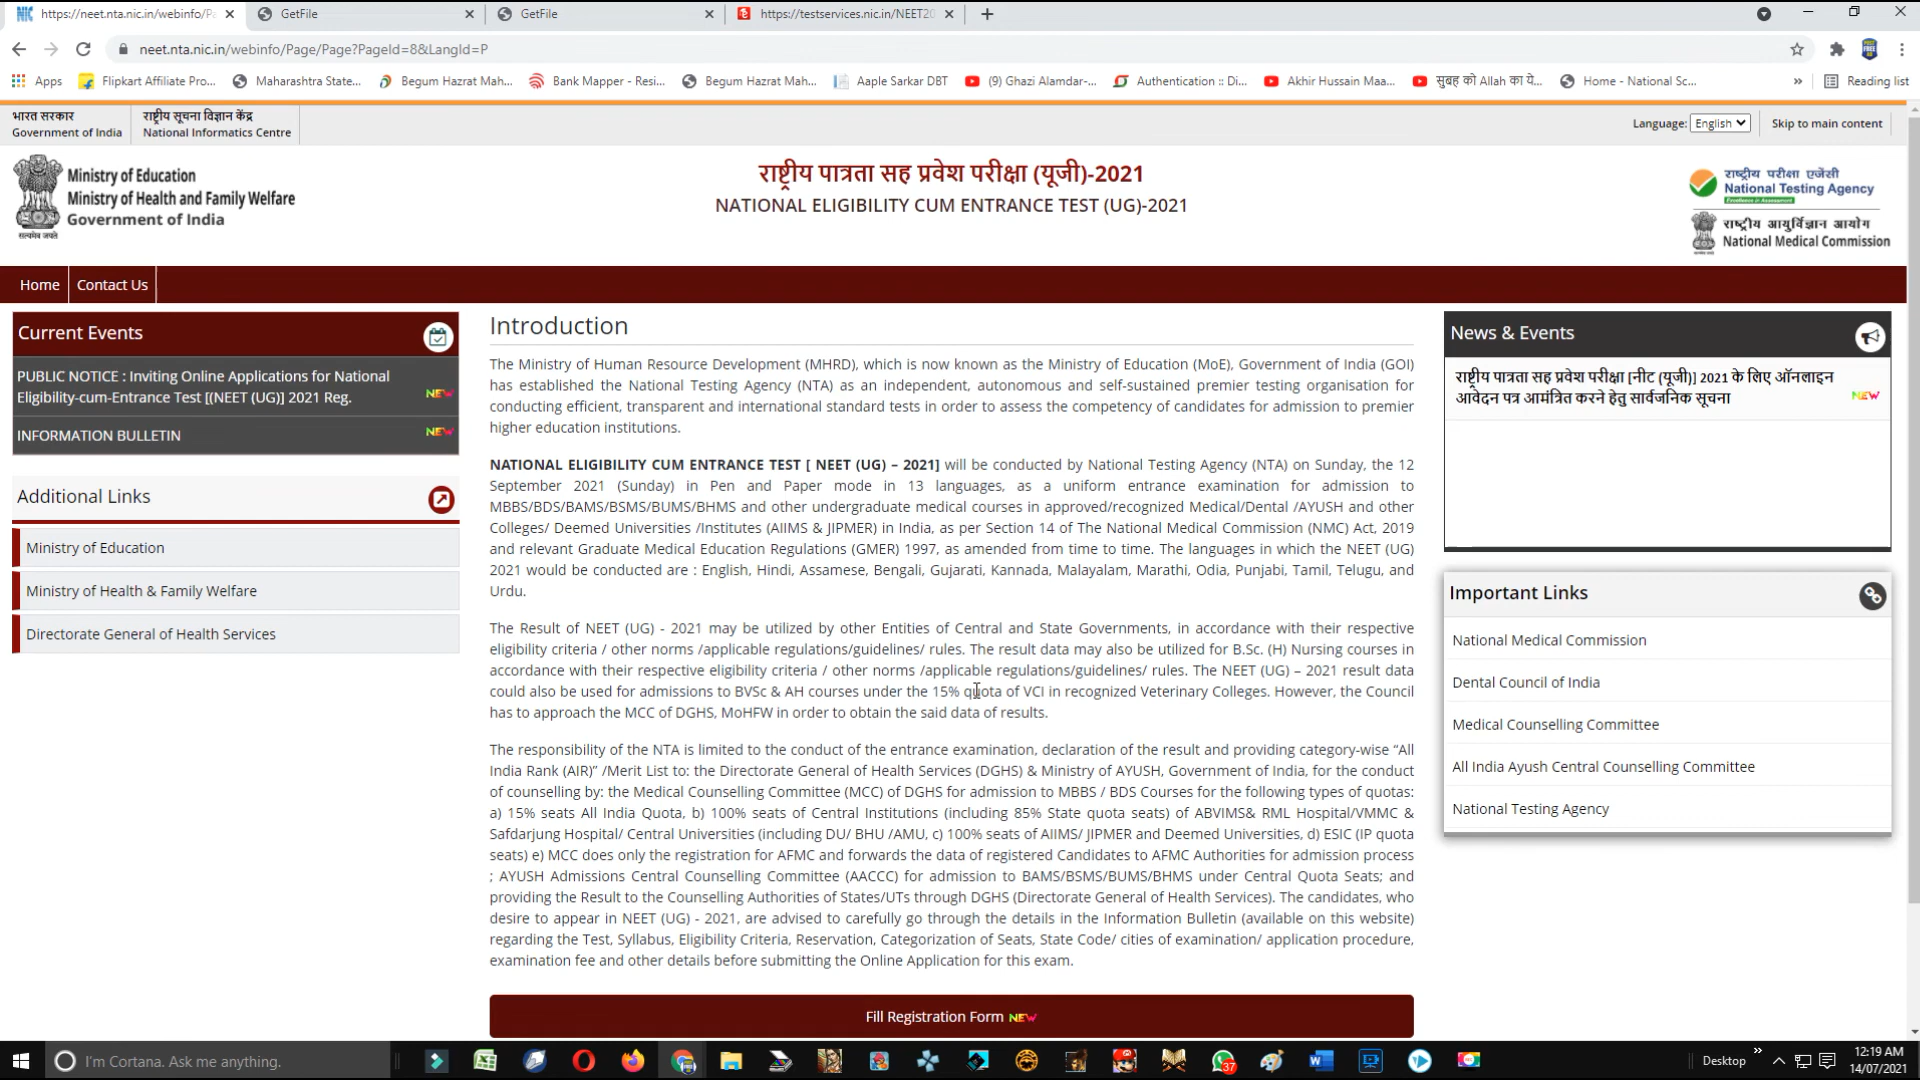 https://neet.nta.nic.in/webinfo/Pa
GetFile
GetFile
https://testservices.nic.in/NEET20
neet.nta.nic.in/webinfo/Page/Page?PageId=8&LangId=P
Apps
Flipkart Affiliate Pro...
Maharashtra State...
Begum Hazrat Mah...
Bank Mapper - Resi...
Begum Hazrat Mah...
Aaple Sarkar DBT
(9) Ghazi Alamdar-...
Authentication :: Di...
Akhir Hussain Maa...
सुबह को Allah का ये...
Home - National Sc...
»
Reading list
भारत सरकार
Government of India
राष्ट्रीय सूचना विज्ञान केंद्र
National Informatics Centre
Language: English
Skip to main content
सत्यमेव जयते
Ministry of Education
Ministry of Health and Family Welfare
Government of India
राष्ट्रीय पात्रता सह प्रवेश परीक्षा (यूजी)-2021
NATIONAL ELIGIBILITY CUM ENTRANCE TEST (UG)-2021
राष्ट्रीय परीक्षा एजेंसी
National Testing Agency
Excellence in Assessment
राष्ट्रीय आयुर्विज्ञान आयोग
National Medical Commission
Home
Contact Us
Current Events
PUBLIC NOTICE : Inviting Online Applications for National
Eligibility-cum-Entrance Test [(NEET (UG)] 2021 Reg. NEW
INFORMATION BULLETIN NEW
Additional Links
Ministry of Education
Ministry of Health & Family Welfare
Directorate General of Health Services
Introduction
The Ministry of Human Resource Development (MHRD), which is now known as the Ministry of Education (MoE), Government of India (GOI)
has established the National Testing Agency (NTA) as an independent, autonomous and self-sustained premier testing organisation for
conducting efficient, transparent and international standard tests in order to assess the competency of candidates for admission to premier
higher education institutions.
NATIONAL ELIGIBILITY CUM ENTRANCE TEST [ NEET (UG) – 2021] will be conducted by National Testing Agency (NTA) on Sunday, the 12
September 2021 (Sunday) in Pen and Paper mode in 13 languages, as a uniform entrance examination for admission to
MBBS/BDS/BAMS/BSMS/BUMS/BHMS and other undergraduate medical courses in approved/recognized Medical/Dental /AYUSH and other
Colleges/ Deemed Universities /Institutes (AIIMS & JIPMER) in India, as per Section 14 of The National Medical Commission (NMC) Act, 2019
and relevant Graduate Medical Education Regulations (GMER) 1997, as amended from time to time. The languages in which the NEET (UG)
2021 would be conducted are : English, Hindi, Assamese, Bengali, Gujarati, Kannada, Malayalam, Marathi, Odia, Punjabi, Tamil, Telugu, and
Urdu.
The Result of NEET (UG) - 2021 may be utilized by other Entities of Central and State Governments, in accordance with their respective
eligibility criteria / other norms /applicable regulations/guidelines/ rules. The result data may also be utilized for B.Sc. (H) Nursing courses in
accordance with their respective eligibility criteria / other norms /applicable regulations/guidelines/ rules. The NEET (UG) – 2021 result data
could also be used for admissions to BVSc & AH courses under the 15% quota of VCI in recognized Veterinary Colleges. However, the Council
has to approach the MCC of DGHS, MoHFW in order to obtain the said data of results.
The responsibility of the NTA is limited to the conduct of the entrance examination, declaration of the result and providing category-wise “All
India Rank (AIR)” /Merit List to: the Directorate General of Health Services (DGHS) & Ministry of AYUSH, Government of India, for the conduct
of counselling by: the Medical Counselling Committee (MCC) of DGHS for admission to MBBS / BDS Courses for the following types of quotas:
a) 15% seats All India Quota, b) 100% seats of Central Institutions (including 85% State quota seats) of ABVIMS& RML Hospital/VMMC &
Safdarjung Hospital/ Central Universities (including DU/ BHU /AMU, c) 100% seats of AIIMS/ JIPMER and Deemed Universities, d) ESIC (IP quota
seats) e) MCC does only the registration for AFMC and forwards the data of registered Candidates to AFMC Authorities for admission process
; AYUSH Admissions Central Counselling Committee (AACCC) for admission to BAMS/BSMS/BUMS/BHMS under Central Quota Seats; and
providing the Result to the Counselling Authorities of States/UTs through DGHS (Directorate General of Health Services). The candidates, who
desire to appear in NEET (UG) - 2021, are advised to carefully go through the details in the Information Bulletin (available on this website)
regarding the Test, Syllabus, Eligibility Criteria, Reservation, Categorization of Seats, State Code/ cities of examination/ application procedure,
examination fee and other details before submitting the Online Application for this exam.
Fill Registration Form NEW
News & Events
राष्ट्रीय पात्रता सह प्रवेश परीक्षा [नीट (यूजी)] 2021 के लिए ऑनलाइन
आवेदन पत्र आमंत्रित करने हेतु सार्वजनिक सूचना NEW
Important Links
National Medical Commission
Dental Council of India
Medical Counselling Committee
All India Ayush Central Counselling Committee
National Testing Agency
I'm Cortana. Ask me anything.
37
Desktop »
12:19 AM
14/07/2021